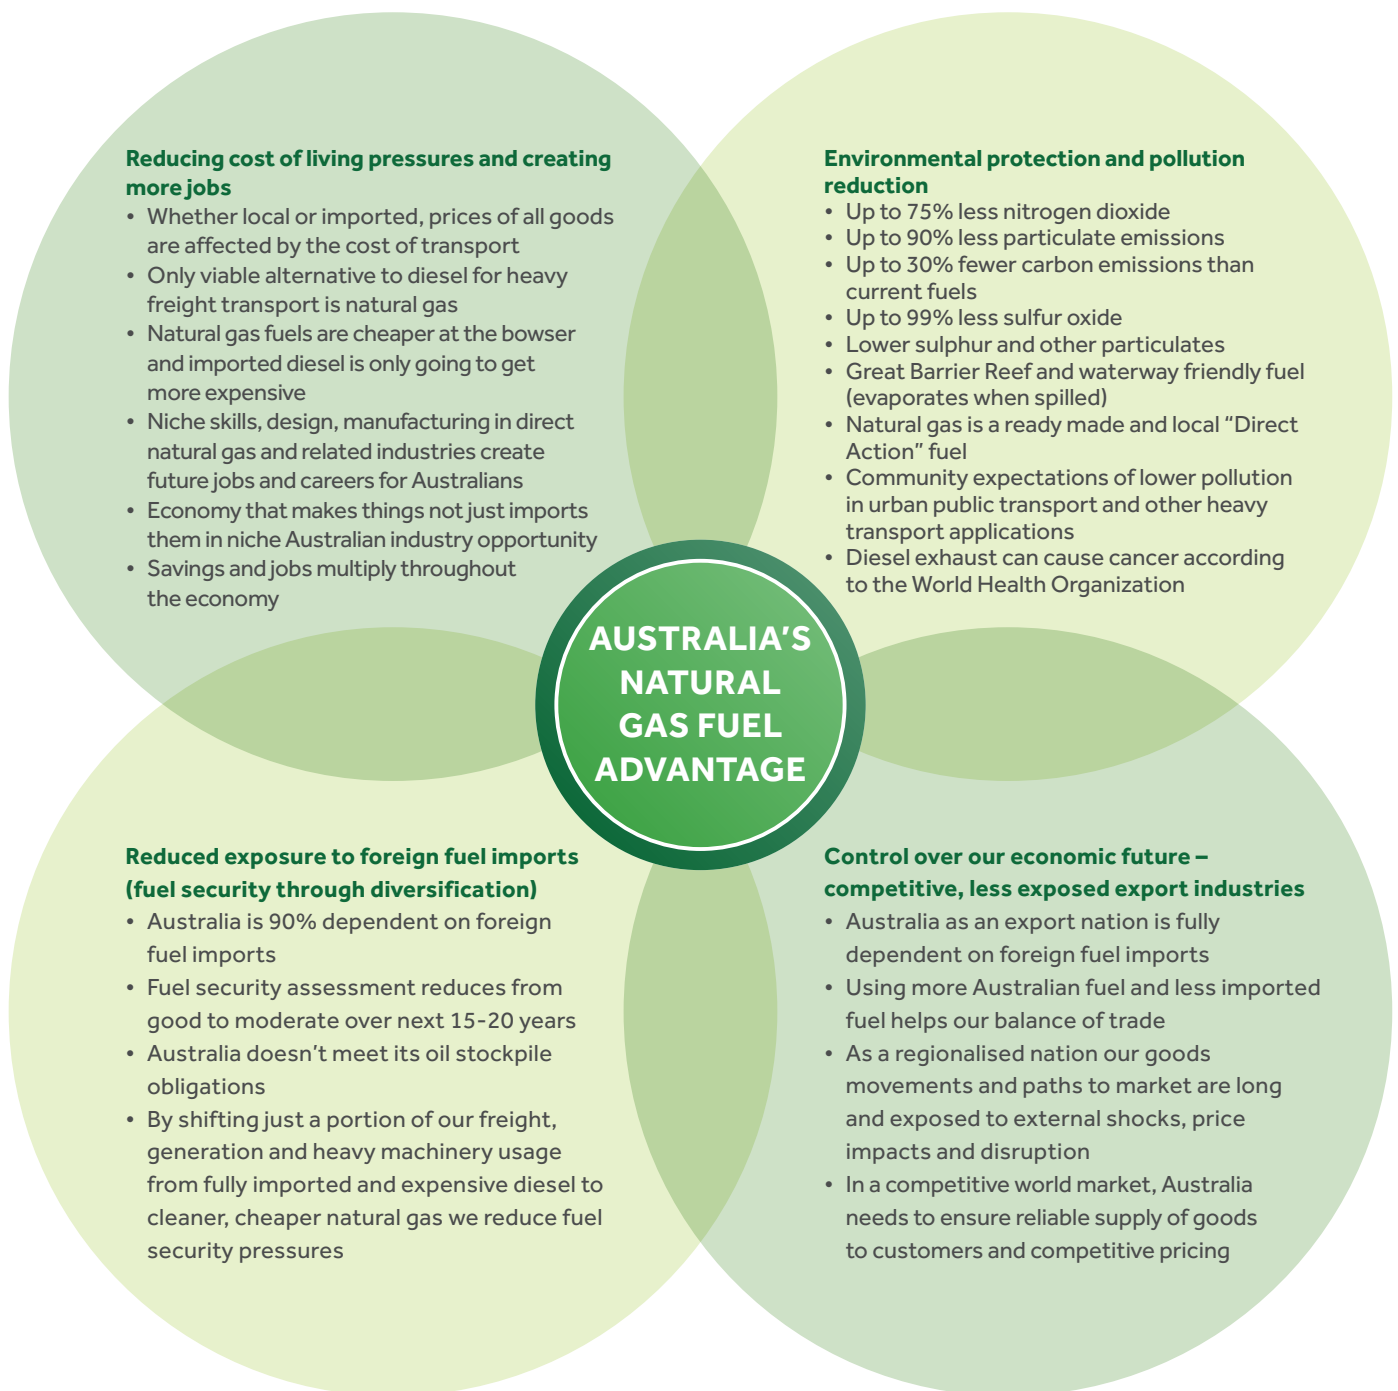 Reducing cost of living pressures and creating
more jobs
• Whether local or imported, prices of all goods
are affected by the cost of transport
• Only viable alternative to diesel for heavy
freight transport is natural gas
• Natural gas fuels are cheaper at the bowser
and imported diesel is only going to get
more expensive
• Niche skills, design, manufacturing in direct
natural gas and related industries create
future jobs and careers for Australians
• Economy that makes things not just imports
them in niche Australian industry opportunity
• Savings and jobs multiply throughout
the economy
Environmental protection and pollution
reduction
• Up to 75% less nitrogen dioxide
• Up to 90% less particulate emissions
• Up to 30% fewer carbon emissions than
current fuels
• Up to 99% less sulfur oxide
• Lower sulphur and other particulates
• Great Barrier Reef and waterway friendly fuel
(evaporates when spilled)
• Natural gas is a ready made and local “Direct
Action” fuel
• Community expectations of lower pollution
in urban public transport and other heavy
transport applications
• Diesel exhaust can cause cancer according
to the World Health Organization
AUSTRALIA’S
NATURAL
GAS FUEL
ADVANTAGE
Reduced exposure to foreign fuel imports
(fuel security through diversification)
• Australia is 90% dependent on foreign
fuel imports
• Fuel security assessment reduces from
good to moderate over next 15-20 years
• Australia doesn’t meet its oil stockpile
obligations
• By shifting just a portion of our freight,
generation and heavy machinery usage
from fully imported and expensive diesel to
cleaner, cheaper natural gas we reduce fuel
security pressures
Control over our economic future –
competitive, less exposed export industries
• Australia as an export nation is fully
dependent on foreign fuel imports
• Using more Australian fuel and less imported
fuel helps our balance of trade
• As a regionalised nation our goods
movements and paths to market are long
and exposed to external shocks, price
impacts and disruption
• In a competitive world market, Australia
needs to ensure reliable supply of goods
to customers and competitive pricing